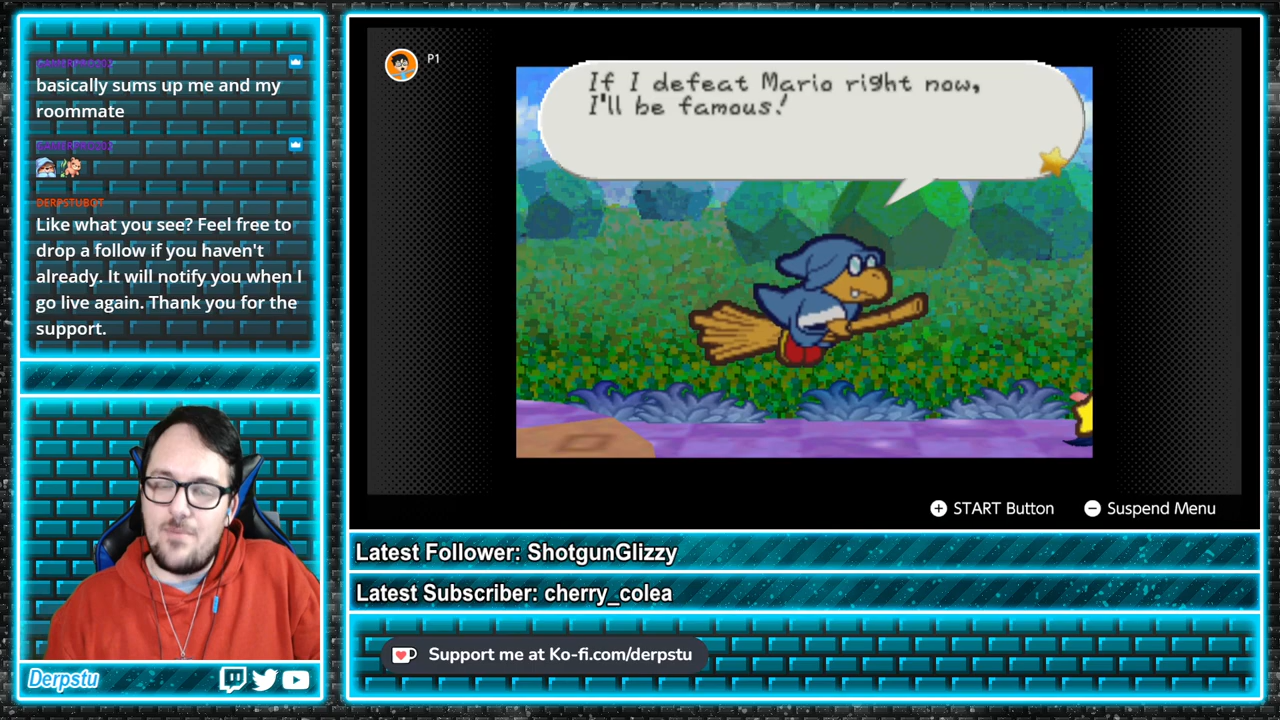 basically sums up me and my
roommate
DERPSTUBOT
Like what you see? Feel free to
drop a follow if you haven't
already. It will notify you when I
go live again. Thank you for the
support.
Derpstu
P1
If I defeat Mario right now,
I'll be famous!
START Button
Suspend Menu
Latest Follower: ShotgunGlizzy
Latest Subscriber: cherry_colea
Support me at Ko-fi.com/derpstu